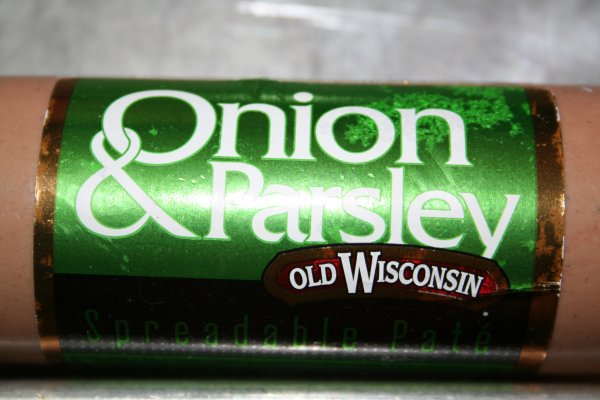 Onion
& Parsley
OLD WISCONSIN
Spreadable Paté